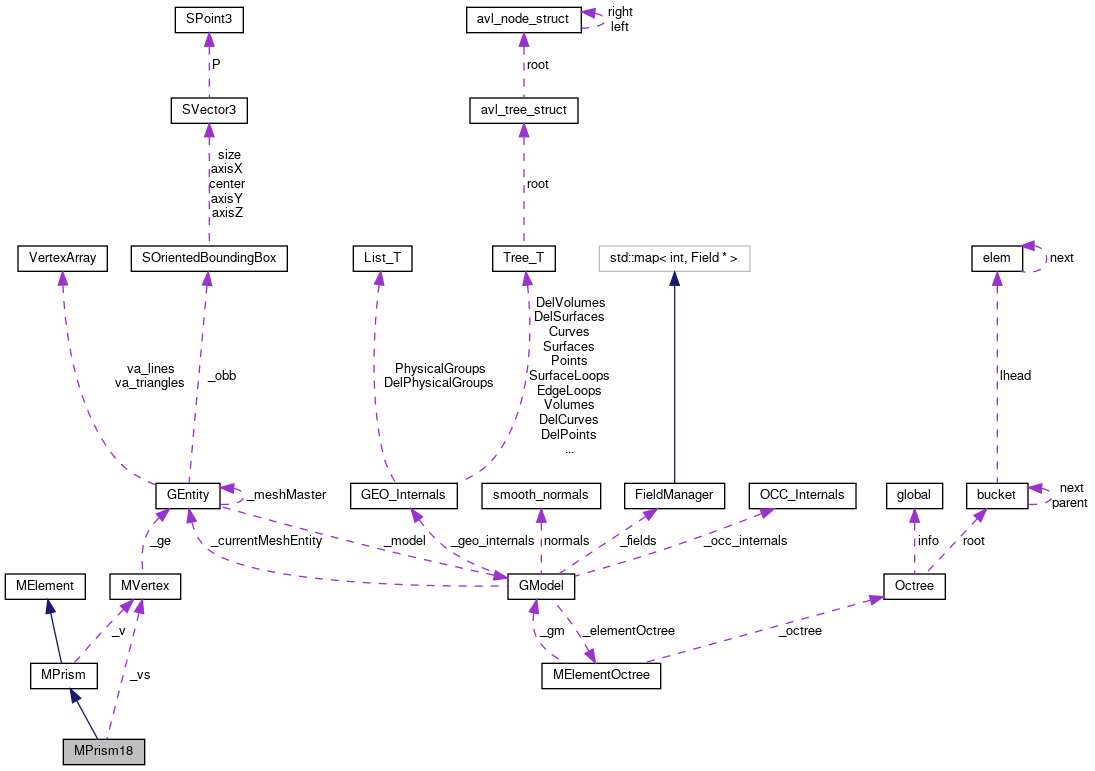 SPoint3
avl_node_struct
right
left
P
root
SVector3
avl_tree_struct
size
axisX
center
axisY
axisZ
root
VertexArray
SOrientedBoundingBox
List_T
Tree_T
std::map< int, Field * >
elem
next
va_lines
va_triangles
_obb
PhysicalGroups
DelPhysicalGroups
DelVolumes
DelSurfaces
Curves
Surfaces
Points
SurfaceLoops
EdgeLoops
Volumes
DelCurves
DelPoints
...
lhead
GEntity
_meshMaster
GEO_Internals
smooth_normals
FieldManager
OCC_Internals
global
bucket
next
parent
_ge
_currentMeshEntity
_model
_geo_internals
normals
_fields
_occ_internals
info
root
MElement
MVertex
GModel
Octree
_v
_gm
_elementOctree
_octree
MPrism
_vs
MElementOctree
MPrism18